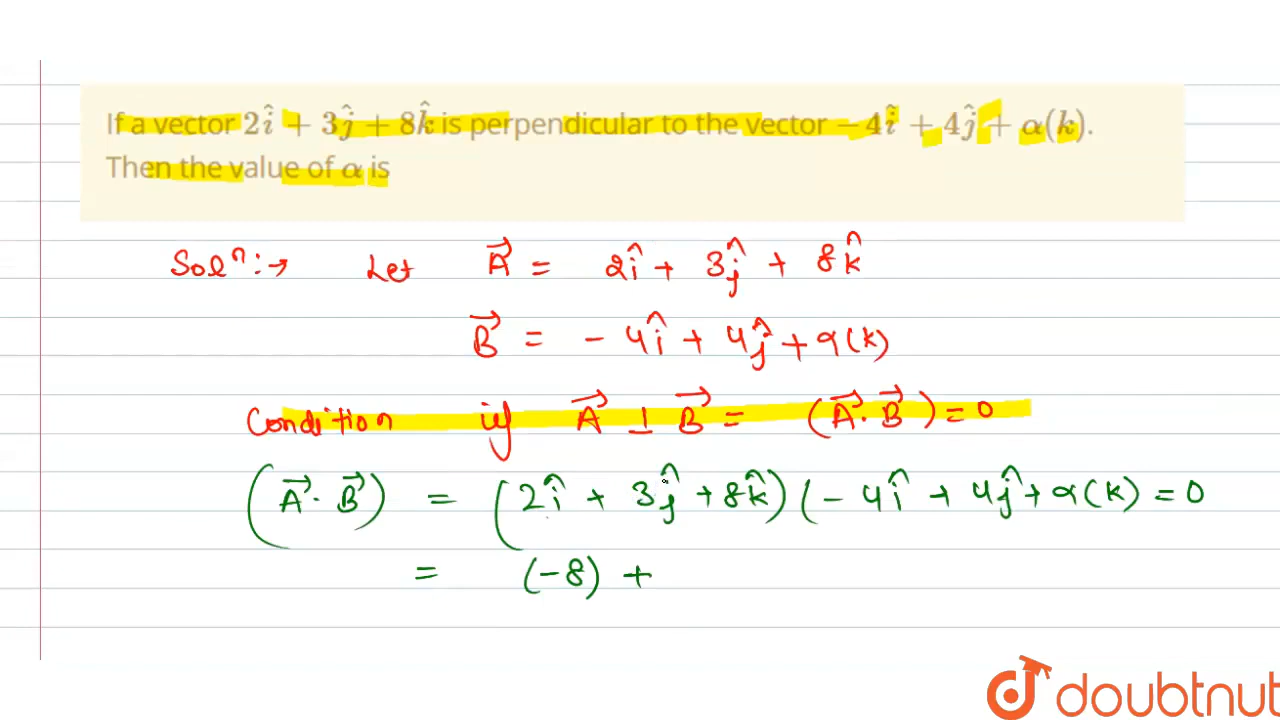 If a vector 2î + 3ĵ + 8k̂ is perpendicular to the vector − 4î + 4ĵ + α(k).
Then the value of α is
Solⁿ:→ Let A⃗ = 2î + 3ĵ + 8k̂
B⃗ = - 4î + 4ĵ + α(k)
Condition if A⃗ ⊥ B⃗ = (A⃗ · B⃗) = 0
(A⃗ · B⃗) = (2î + 3ĵ + 8k̂) (- 4î + 4ĵ + α(k) = 0
= (-8) +
doubtnut